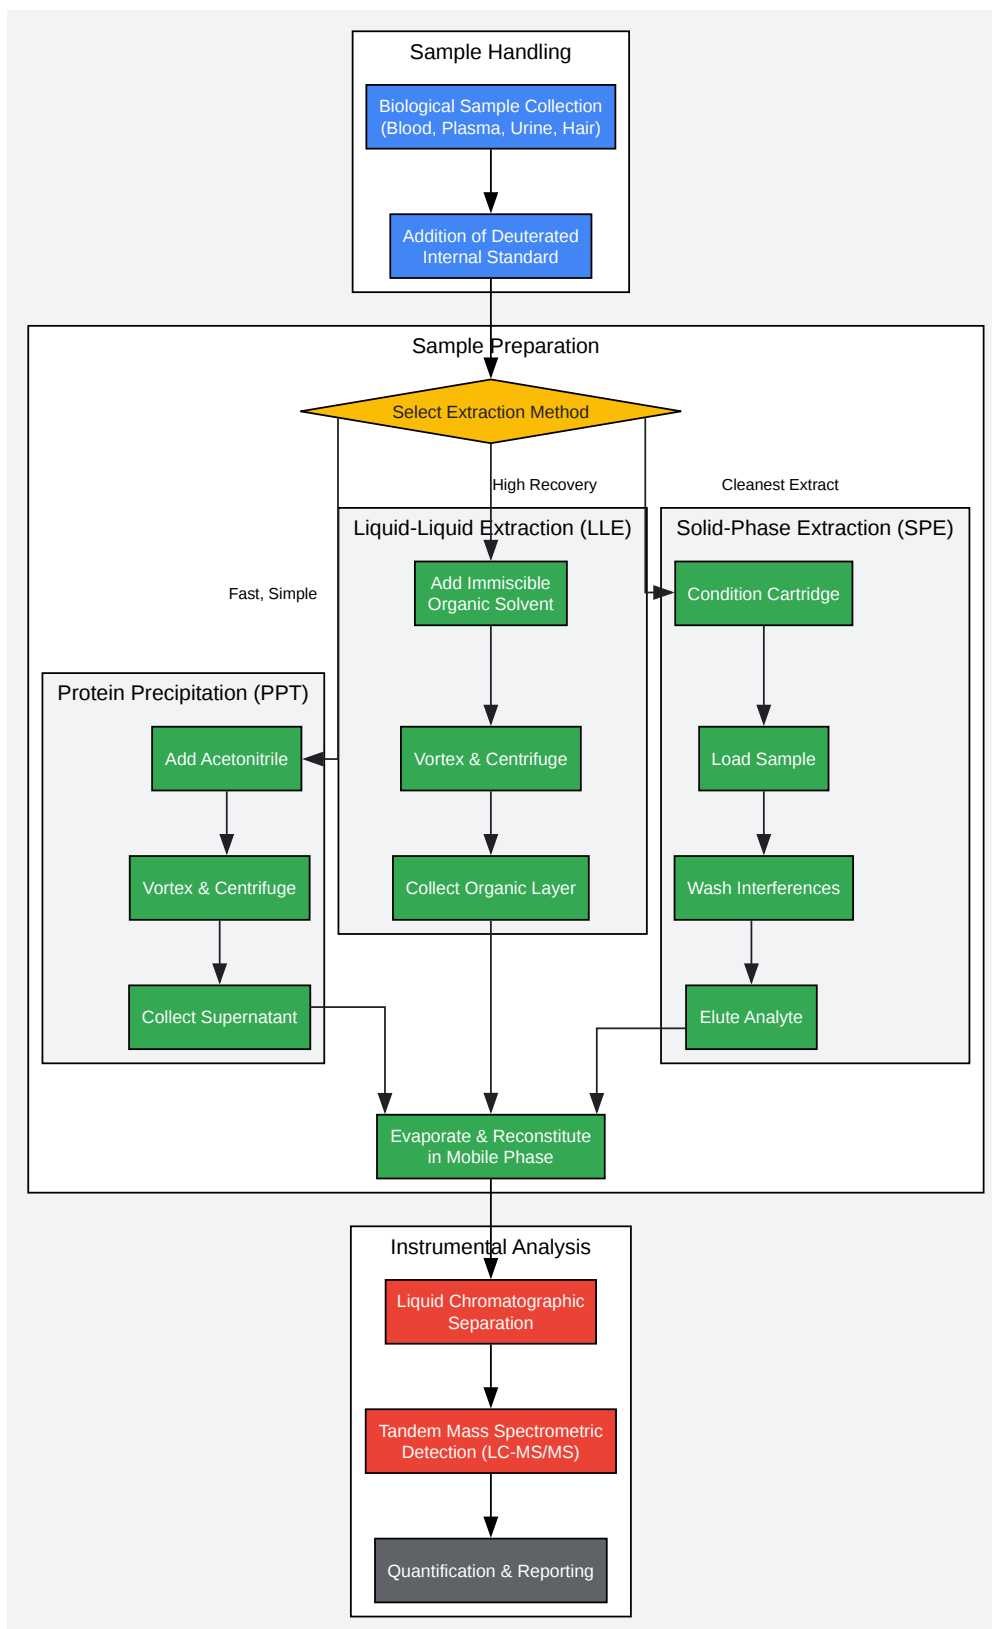 Sample Handling
Biological Sample Collection
(Blood, Plasma, Urine, Hair)
Addition of Deuterated
Internal Standard
Sample Preparation
Select Extraction Method
High Recovery
Cleanest Extract
Fast, Simple
Liquid-Liquid Extraction (LLE)
Add Immiscible
Organic Solvent
Vortex & Centrifuge
Collect Organic Layer
Solid-Phase Extraction (SPE)
Condition Cartridge
Load Sample
Wash Interferences
Elute Analyte
Protein Precipitation (PPT)
Add Acetonitrile
Vortex & Centrifuge
Collect Supernatant
Evaporate & Reconstitute
in Mobile Phase
Instrumental Analysis
Liquid Chromatographic
Separation
Tandem Mass Spectrometric
Detection (LC-MS/MS)
Quantification & Reporting